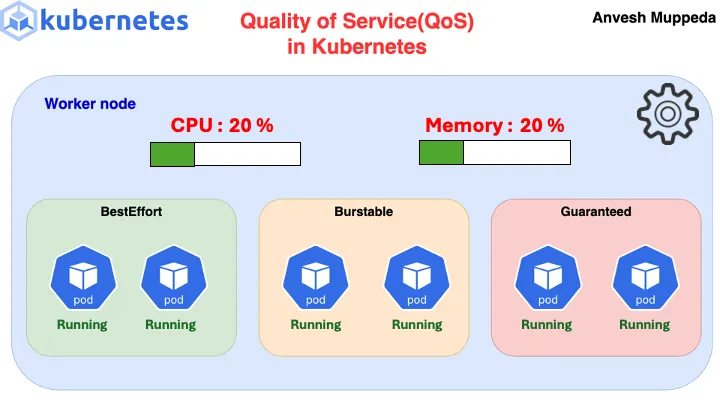 kubernetes
Quality of Service(QoS)
in Kubernetes
Anvesh Muppeda
Worker node
CPU : 20 %
Memory : 20 %
BestEffort
Burstable
Guaranteed
pod
pod
pod
pod
pod
pod
Running
Running
Running
Running
Running
Running